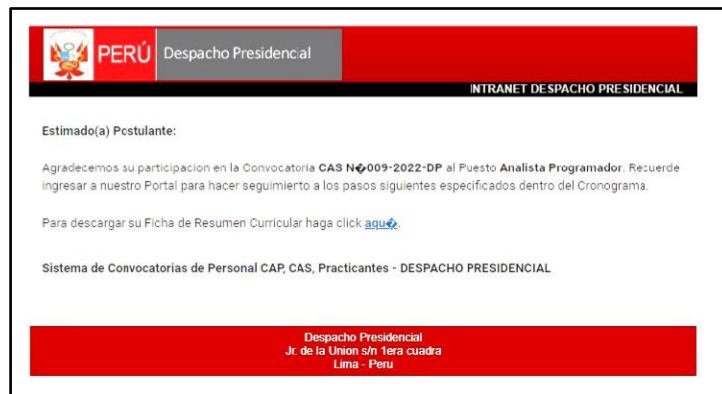 PERÚ
Despacho Presidencial
INTRANET DESPACHO PRESIDENCIAL
Estimado(a) Postulante:
Agradecemos su participacion en la Convocatoria CAS N�009-2022-DP al Puesto Analista Programador. Recuerde
ingresar a nuestro Portal para hacer seguimiento a los pasos siguientes especificados dentro del Cronograma.
Para descargar su Ficha de Resumen Curricular haga click aqu�.
Sistema de Convocatorias de Personal CAP, CAS, Practicantes - DESPACHO PRESIDENCIAL
Despacho Presidencial
Jr. de la Union s/n 1era cuadra
Lima - Peru